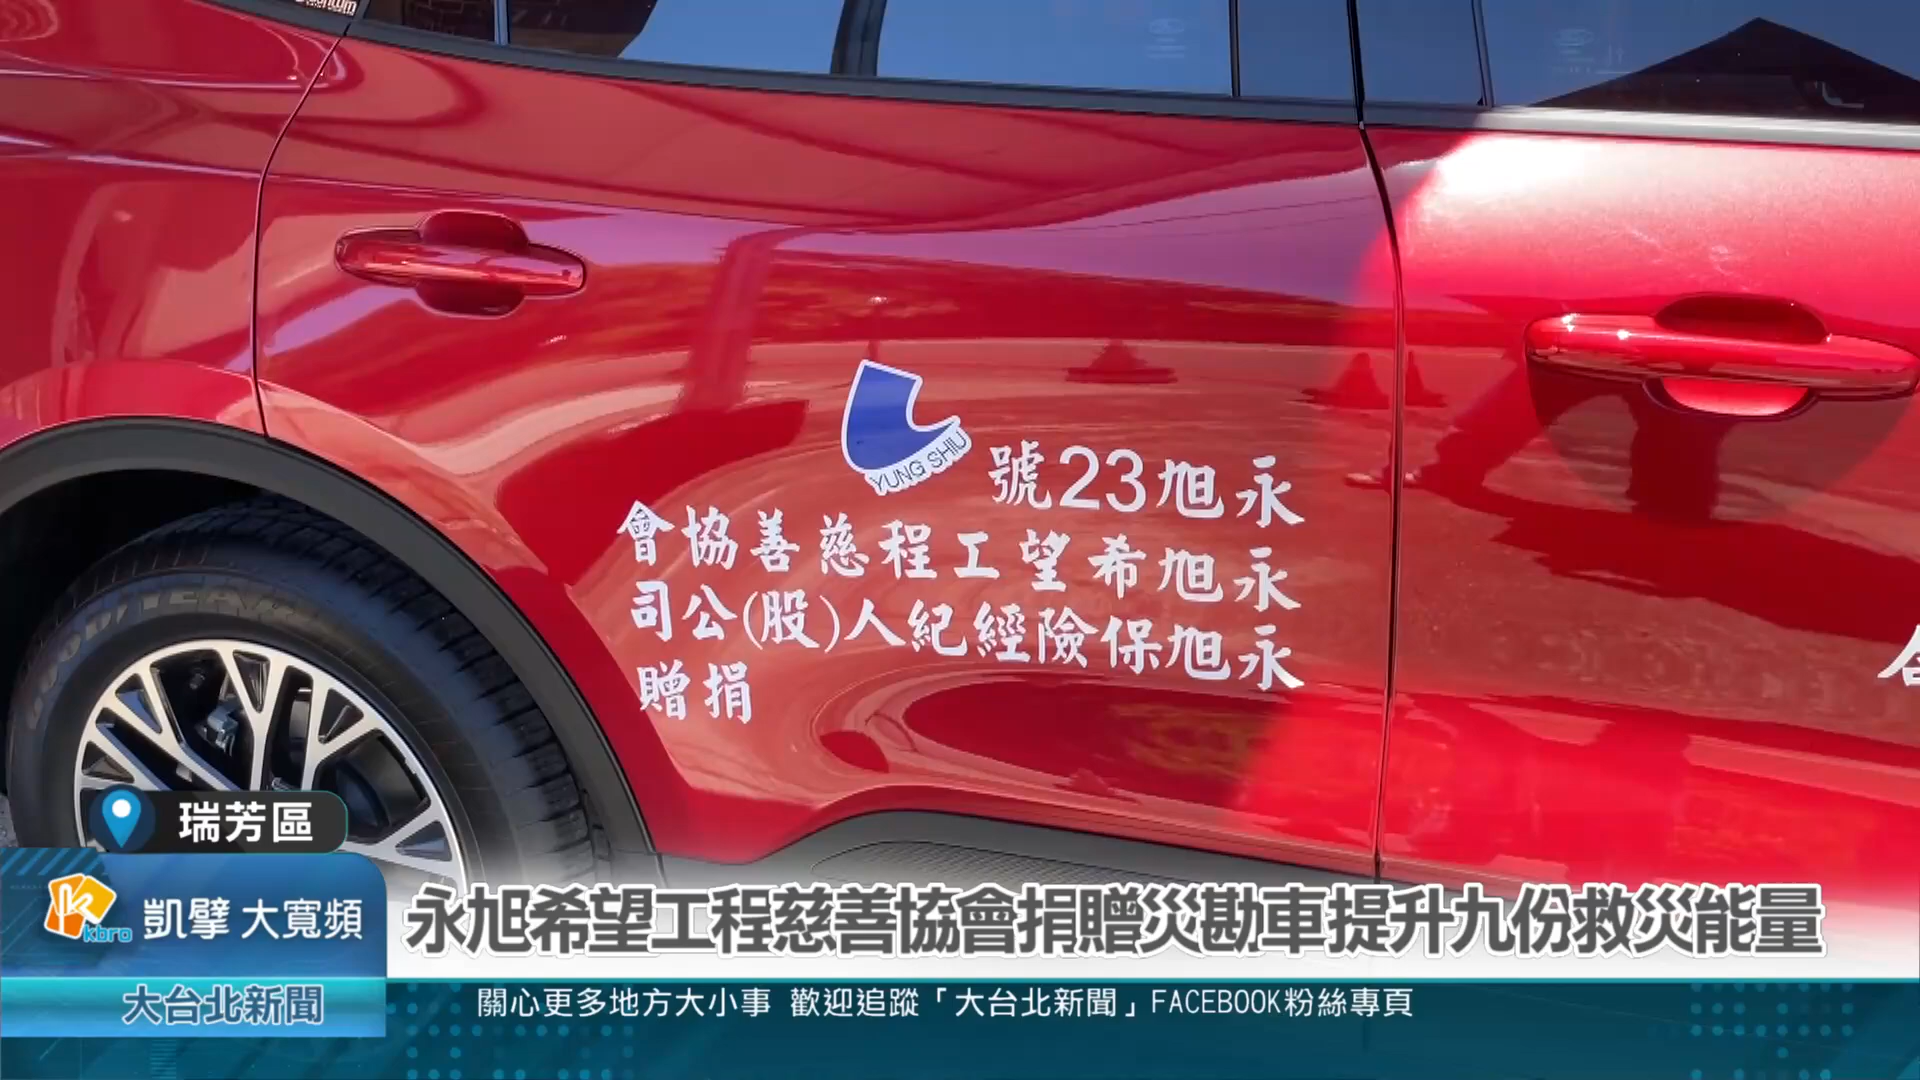 YUNG SHIU
永旭23號
永旭希望工程慈善協會
永旭保險經紀人(股)公司
捐贈
GOODYEAR
瑞芳區
kbro 凱擘 大寬頻
永旭希望工程慈善協會捐贈災勘車提升九份救災能量
大台北新聞
關心更多地方大小事 歡迎追蹤「大台北新聞」FACEBOOK粉絲專頁